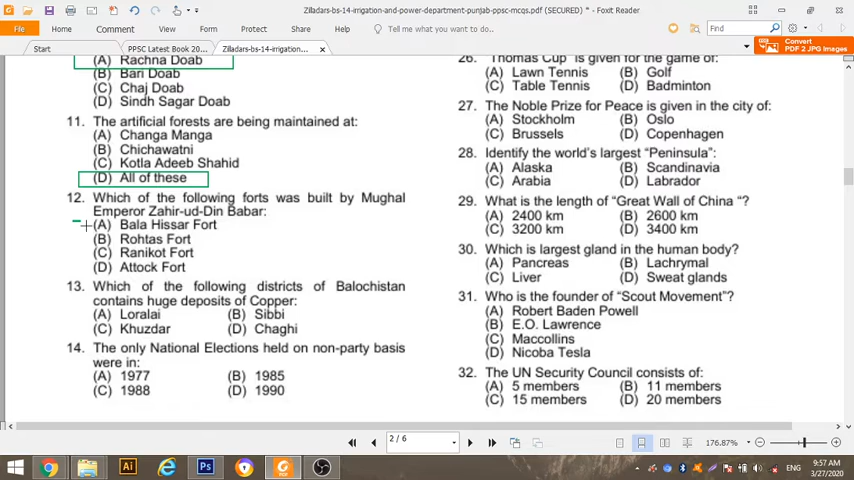 Zilladars-bs-14-irrigation-and-power-department-punjab-ppsc-mcqs.pdf (SECURED) * - Foxit Reader
File
Home
Comment
View
Form
Protect
Share
Help
Tell me what you want to do..
Find
Start
PPSC Latest Book 20...
Zilladars-bs-14-irrigation...
Convert
PDF 2 JPG Images
(A) Rachna Doab
(B) Bari Doab
(C) Chaj Doab
(D) Sindh Sagar Doab
11. The artificial forests are being maintained at:
(A) Changa Manga
(B) Chichawatni
(C) Kotla Adeeb Shahid
(D) All of these
12. Which of the following forts was built by Mughal
Emperor Zahir-ud-Din Babar:
(A) Bala Hissar Fort
(B) Rohtas Fort
(C) Ranikot Fort
(D) Attock Fort
13. Which of the following districts of Balochistan
contains huge deposits of Copper:
(A) Loralai (B) Sibbi
(C) Khuzdar (D) Chaghi
14. The only National Elections held on non-party basis
were in:
(A) 1977 (B) 1985
(C) 1988 (D) 1990
26. "Thomas Cup" is given for the game of:
(A) Lawn Tennis (B) Golf
(C) Table Tennis (D) Badminton
27. The Noble Prize for Peace is given in the city of:
(A) Stockholm (B) Oslo
(C) Brussels (D) Copenhagen
28. Identify the world's largest "Peninsula":
(A) Alaska (B) Scandinavia
(C) Arabia (D) Labrador
29. What is the length of "Great Wall of China "?
(A) 2400 km (B) 2600 km
(C) 3200 km (D) 3400 km
30. Which is largest gland in the human body?
(A) Pancreas (B) Lachrymal
(C) Liver (D) Sweat glands
31. Who is the founder of "Scout Movement"?
(A) Robert Baden Powell
(B) E.O. Lawrence
(C) Maccollins
(D) Nicoba Tesla
32. The UN Security Council consists of:
(A) 5 members (B) 11 members
(C) 15 members (D) 20 members
2 / 6
176.87%
Ai
Ps
ENG
9:57 AM
3/27/2020